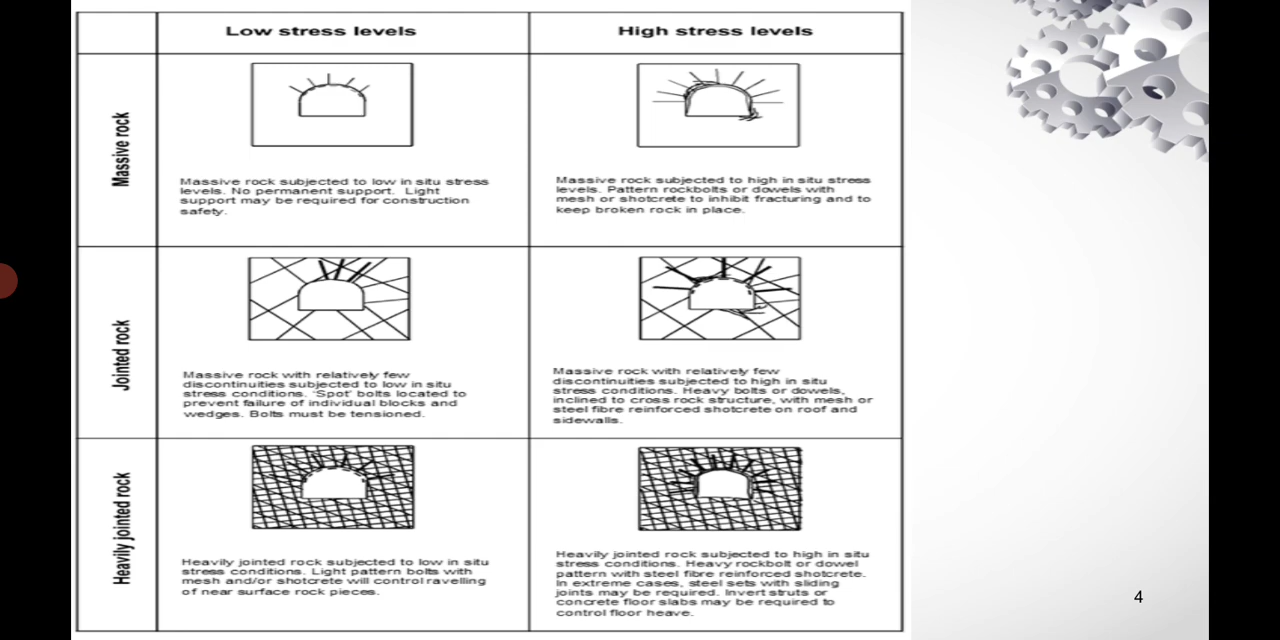 Low stress levels
High stress levels
Massive rock
Massive rock subjected to low in situ stress
levels. No permanent support. Light
support may be required for construction
safety.
Massive rock subjected to high in situ stress
levels. Pattern rockbolts or dowels with
mesh or shotcrete to inhibit fracturing and to
keep broken rock in place.
Jointed rock
Massive rock with relatively few
discontinuities subjected to low in situ
stress conditions. 'Spot' bolts located to
prevent failure of individual blocks and
wedges. Bolts must be tensioned.
Massive rock with relatively few
discontinuities subjected to high in situ
stress conditions. Heavy bolts or dowels,
inclined to cross rock structure, with mesh or
steel fibre reinforced shotcrete on roof and
sidewalls.
Heavily jointed rock
Heavily jointed rock subjected to low in situ
stress conditions. Light pattern bolts with
mesh and/or shotcrete will control ravelling
of near surface rock pieces.
Heavily jointed rock subjected to high in situ
stress conditions. Heavy rockbolt or dowel
pattern with steel fibre reinforced shotcrete.
In extreme cases, steel sets with sliding
joints may be required. Invert struts or
concrete floor slabs may be required to
control floor heave.
4